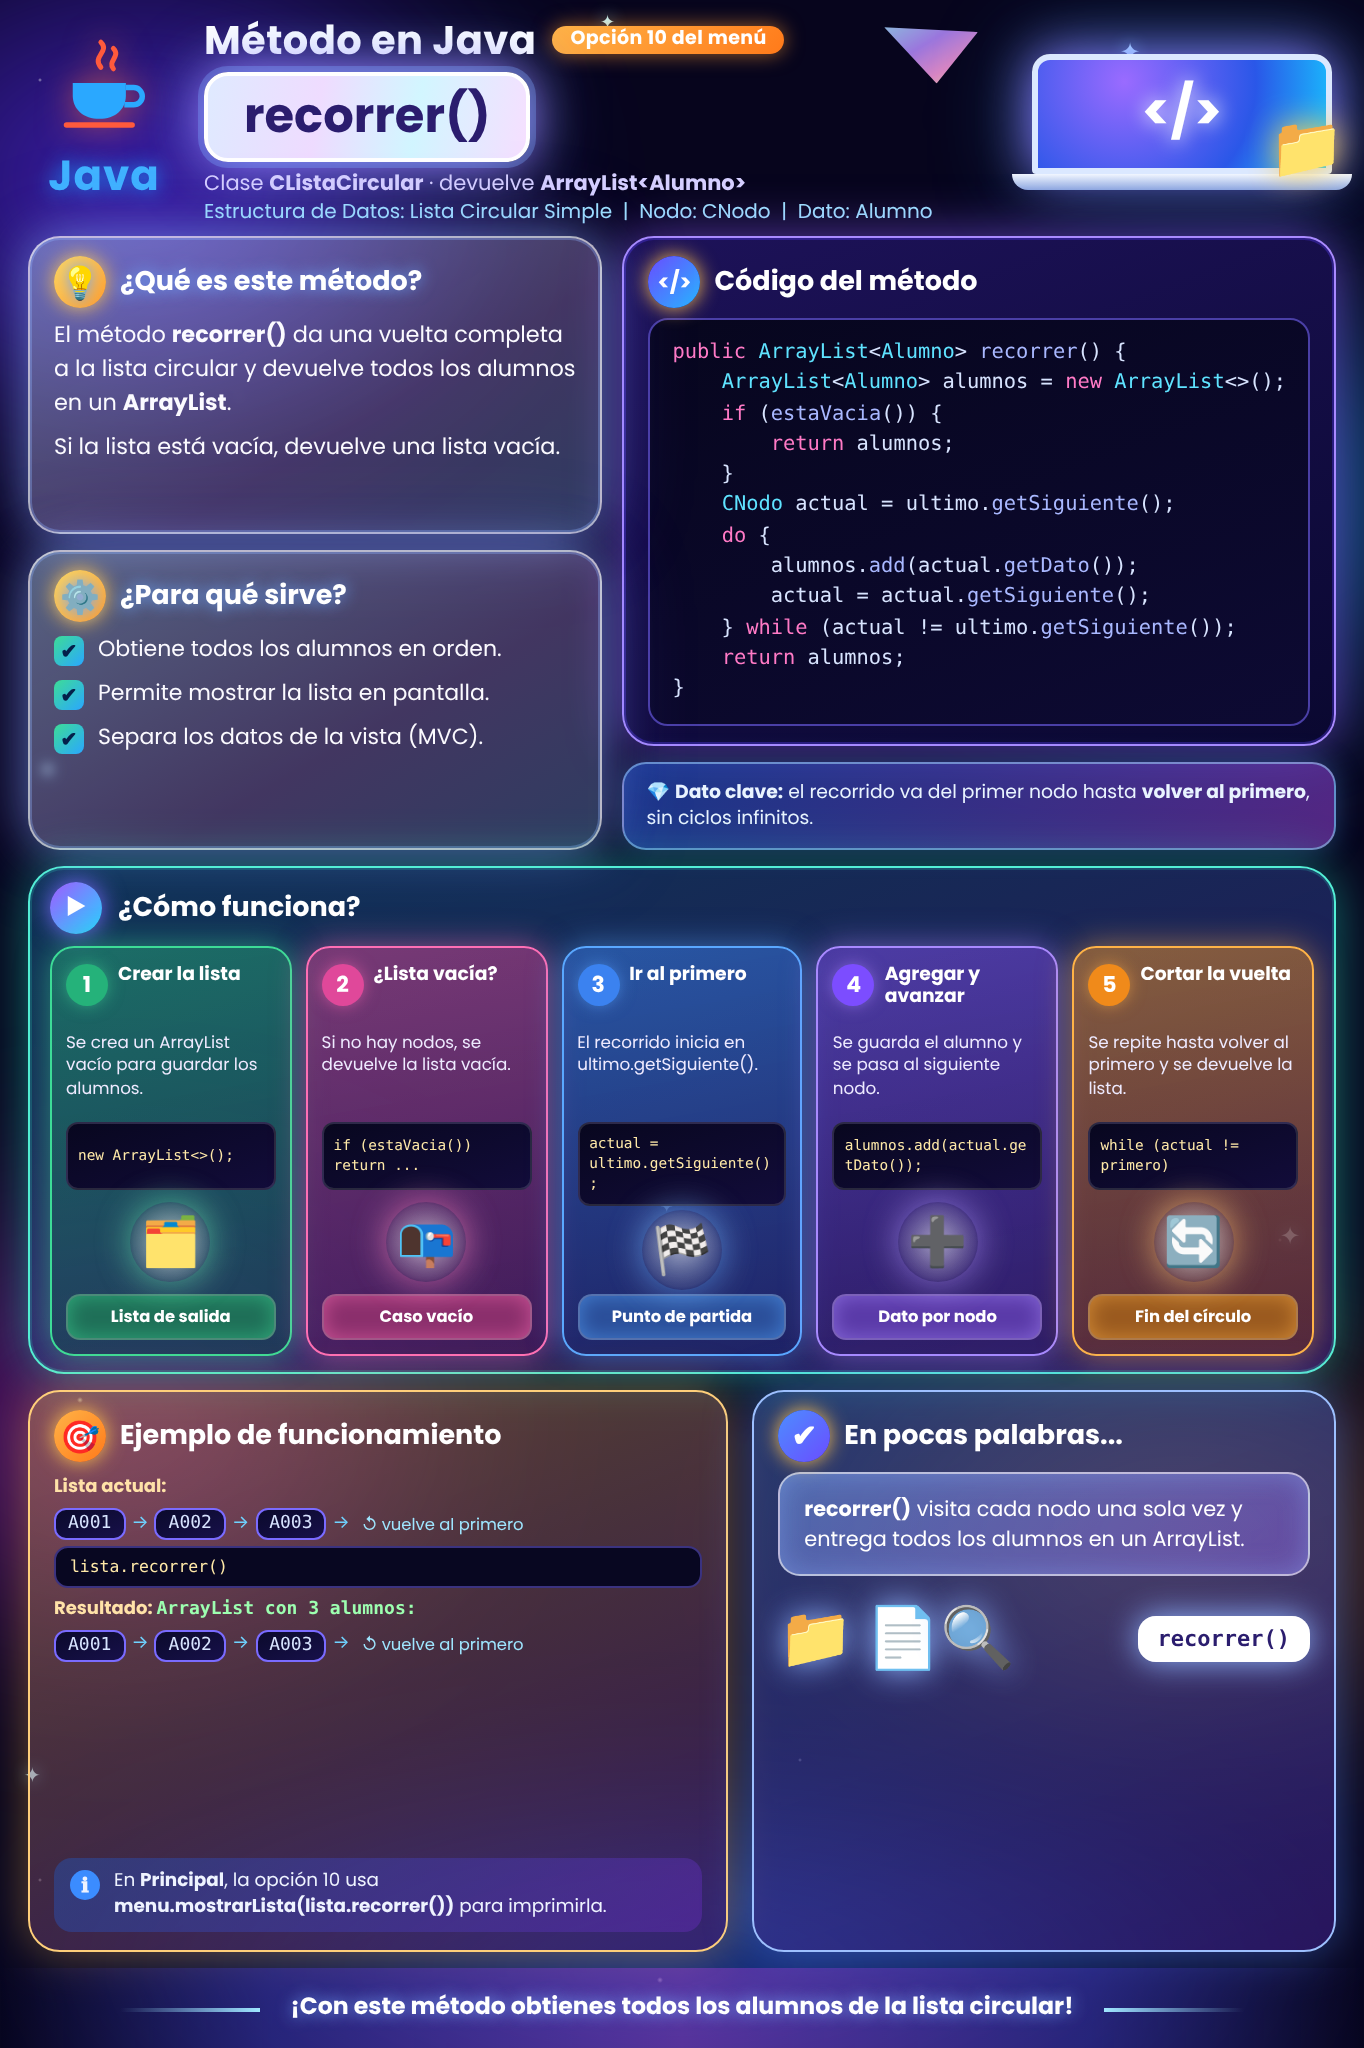 Método en Java
Opción 10 del menú
recorrer()
Java
Clase CListaCircular · devuelve ArrayList<Alumno>
Estructura de Datos: Lista Circular Simple | Nodo: CNodo | Dato: Alumno
</>
¿Qué es este método?
El método recorrer() da una vuelta completa
a la lista circular y devuelve todos los alumnos
en un ArrayList.
Si la lista está vacía, devuelve una lista vacía.
¿Para qué sirve?
✔ Obtiene todos los alumnos en orden.
✔ Permite mostrar la lista en pantalla.
✔ Separa los datos de la vista (MVC).
</> Código del método
public ArrayList<Alumno> recorrer() {
    ArrayList<Alumno> alumnos = new ArrayList<>();
    if (estaVacia()) {
        return alumnos;
    }
    CNodo actual = ultimo.getSiguiente();
    do {
        alumnos.add(actual.getDato());
        actual = actual.getSiguiente();
    } while (actual != ultimo.getSiguiente());
    return alumnos;
}
💎 Dato clave: el recorrido va del primer nodo hasta volver al primero,
sin ciclos infinitos.
¿Cómo funciona?
1 Crear la lista
Se crea un ArrayList
vacío para guardar los
alumnos.
new ArrayList<>();
Lista de salida
2 ¿Lista vacía?
Si no hay nodos, se
devuelve la lista vacía.
if (estaVacia())
return ...
Caso vacío
3 Ir al primero
El recorrido inicia en
ultimo.getSiguiente().
actual =
ultimo.getSiguiente()
;
Punto de partida
4 Agregar y
avanzar
Se guarda el alumno y
se pasa al siguiente
nodo.
alumnos.add(actual.ge
tDato());
Dato por nodo
5 Cortar la vuelta
Se repite hasta volver al
primero y se devuelve la
lista.
while (actual !=
primero)
Fin del círculo
Ejemplo de funcionamiento
Lista actual:
A001 → A002 → A003 → ↺ vuelve al primero
lista.recorrer()
Resultado: ArrayList con 3 alumnos:
A001 → A002 → A003 → ↺ vuelve al primero
i En Principal, la opción 10 usa
menu.mostrarLista(lista.recorrer()) para imprimirla.
✔ En pocas palabras...
recorrer() visita cada nodo una sola vez y
entrega todos los alumnos en un ArrayList.
recorrer()
¡Con este método obtienes todos los alumnos de la lista circular!